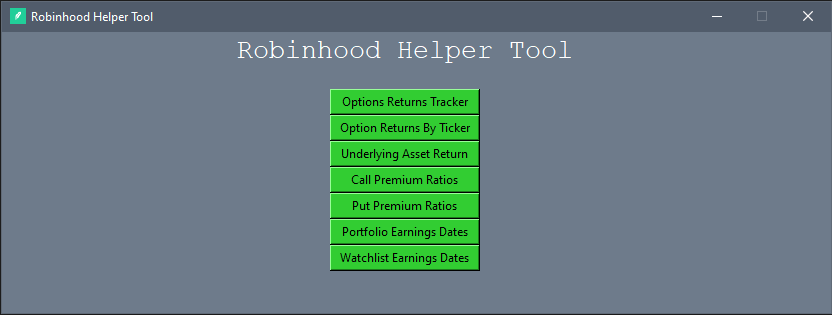 Robinhood Helper Tool
Robinhood Helper Tool
Options Returns Tracker
Option Returns By Ticker
Underlying Asset Return
Call Premium Ratios
Put Premium Ratios
Portfolio Earnings Dates
Watchlist Earnings Dates